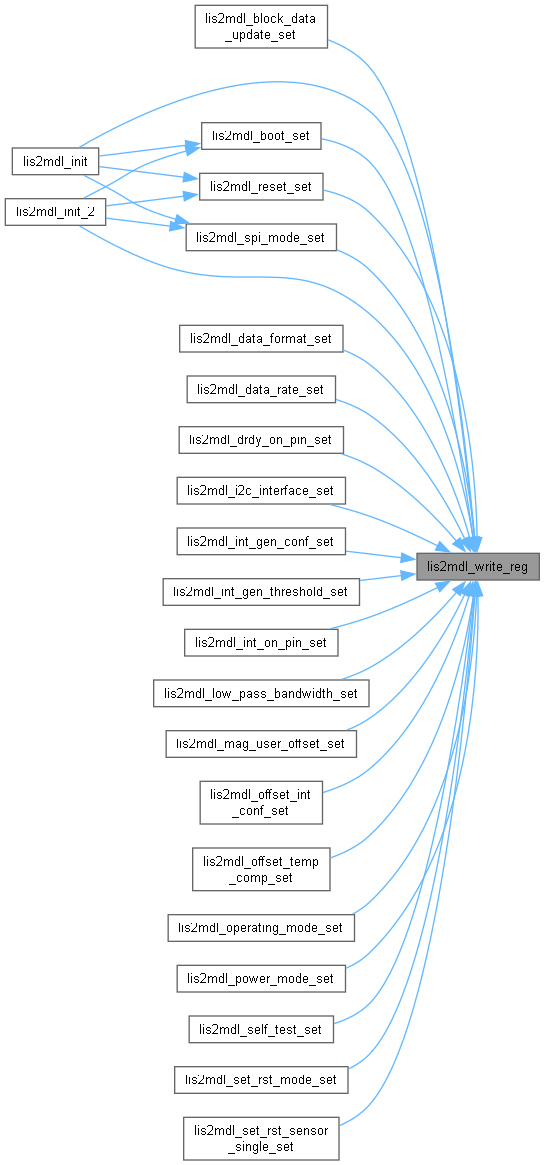 lis2mdl_block_data
_update_set
lis2mdl_boot_set
lis2mdl_init
lis2mdl_reset_set
lis2mdl_init_2
lis2mdl_spi_mode_set
lis2mdl_data_format_set
lis2mdl_data_rate_set
lis2mdl_drdy_on_pin_set
lis2mdl_i2c_interface_set
lis2mdl_int_gen_conf_set
lis2mdl_write_reg
lis2mdl_int_gen_threshold_set
lis2mdl_int_on_pin_set
lis2mdl_low_pass_bandwidth_set
lis2mdl_mag_user_offset_set
lis2mdl_offset_int
_conf_set
lis2mdl_offset_temp
_comp_set
lis2mdl_operating_mode_set
lis2mdl_power_mode_set
lis2mdl_self_test_set
lis2mdl_set_rst_mode_set
lis2mdl_set_rst_sensor
_single_set